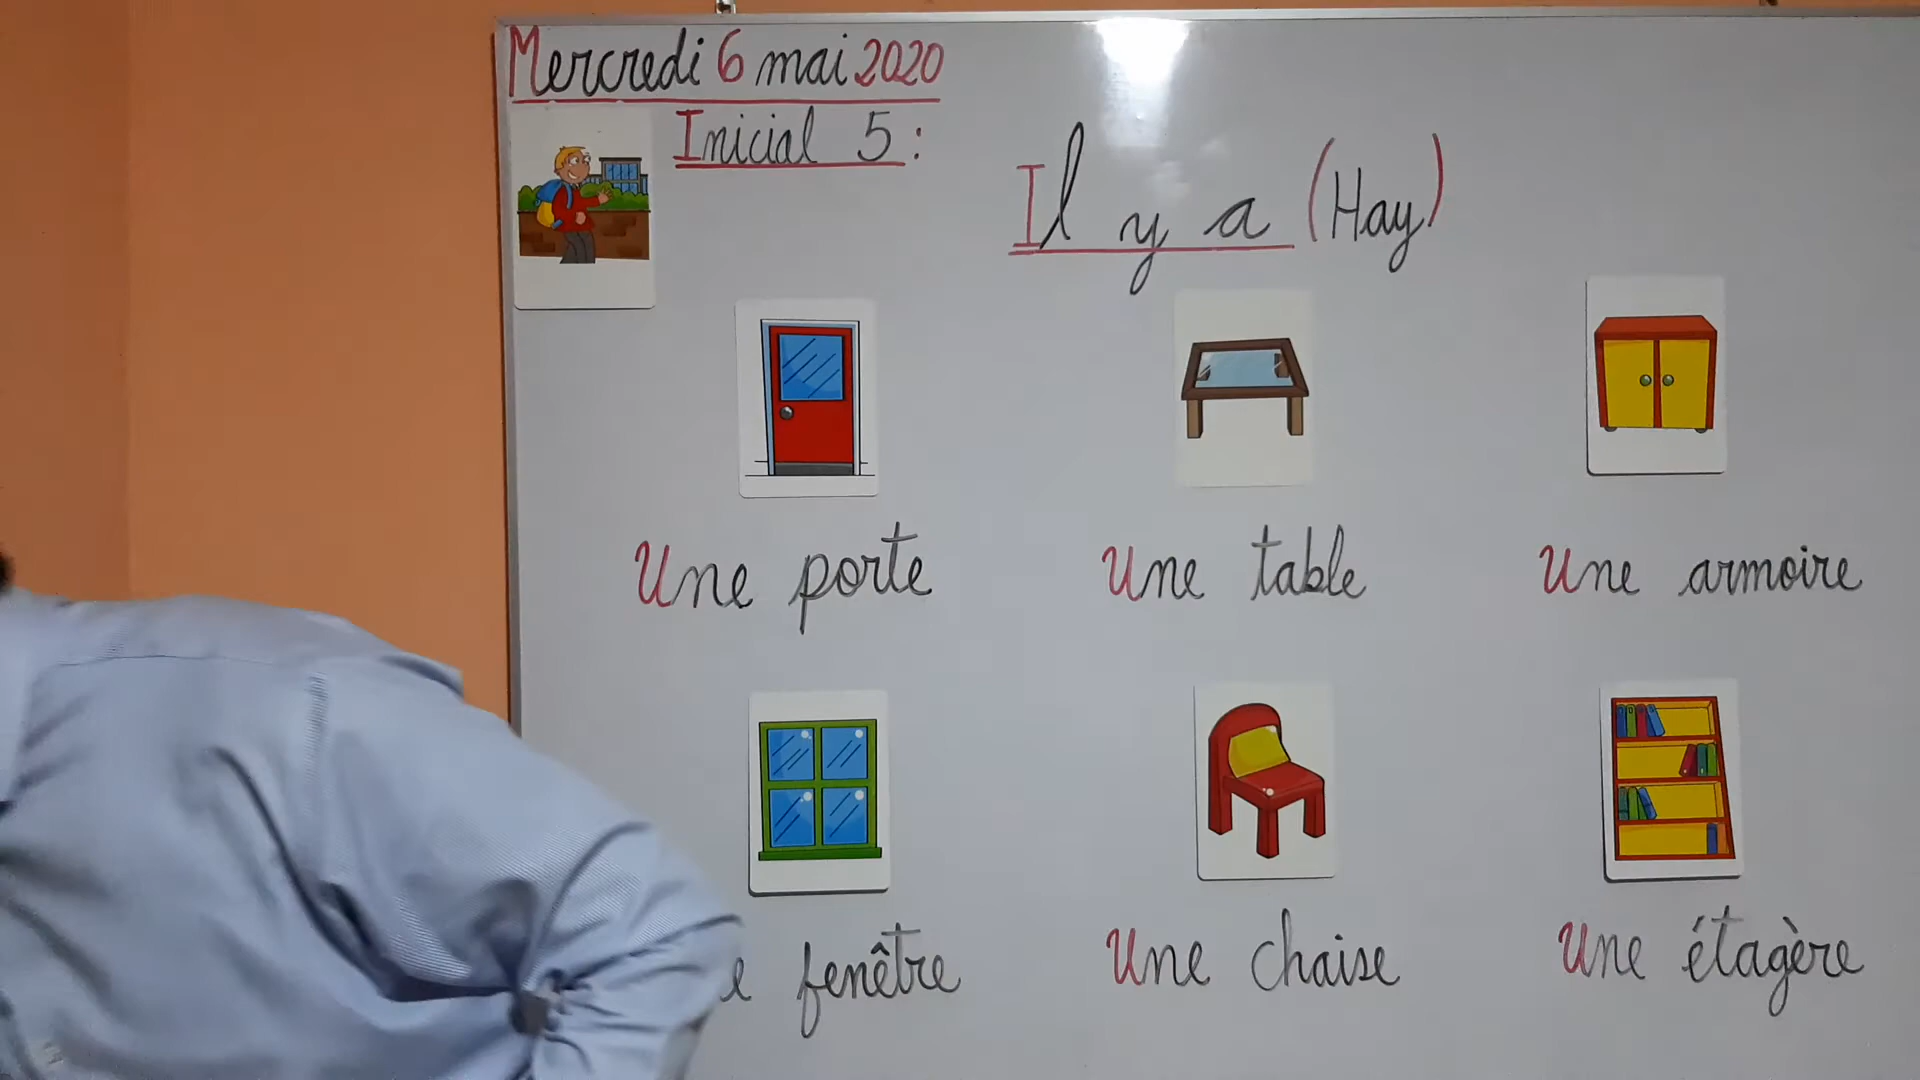 Mercredi 6 mai 2020
Inicial 5:
Il y a (Hay)
Une porte
Une table
Une armoire
fenêtre
Une chaise
Une étagère